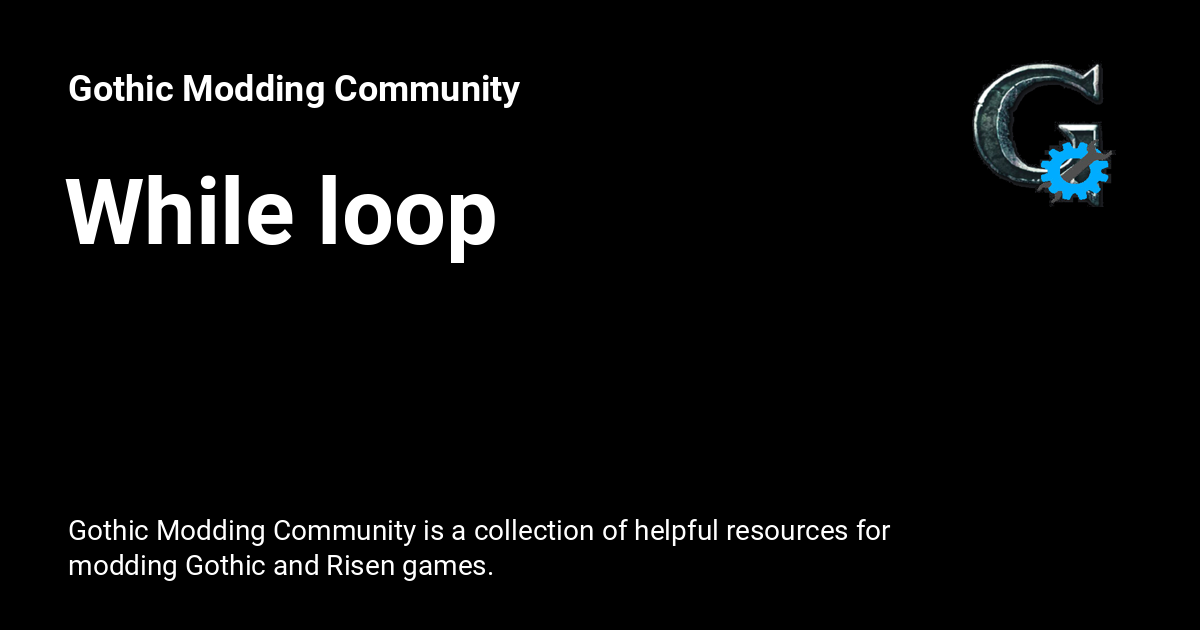 Gothic Modding Community
While loop
Gothic Modding Community is a collection of helpful resources for
modding Gothic and Risen games.